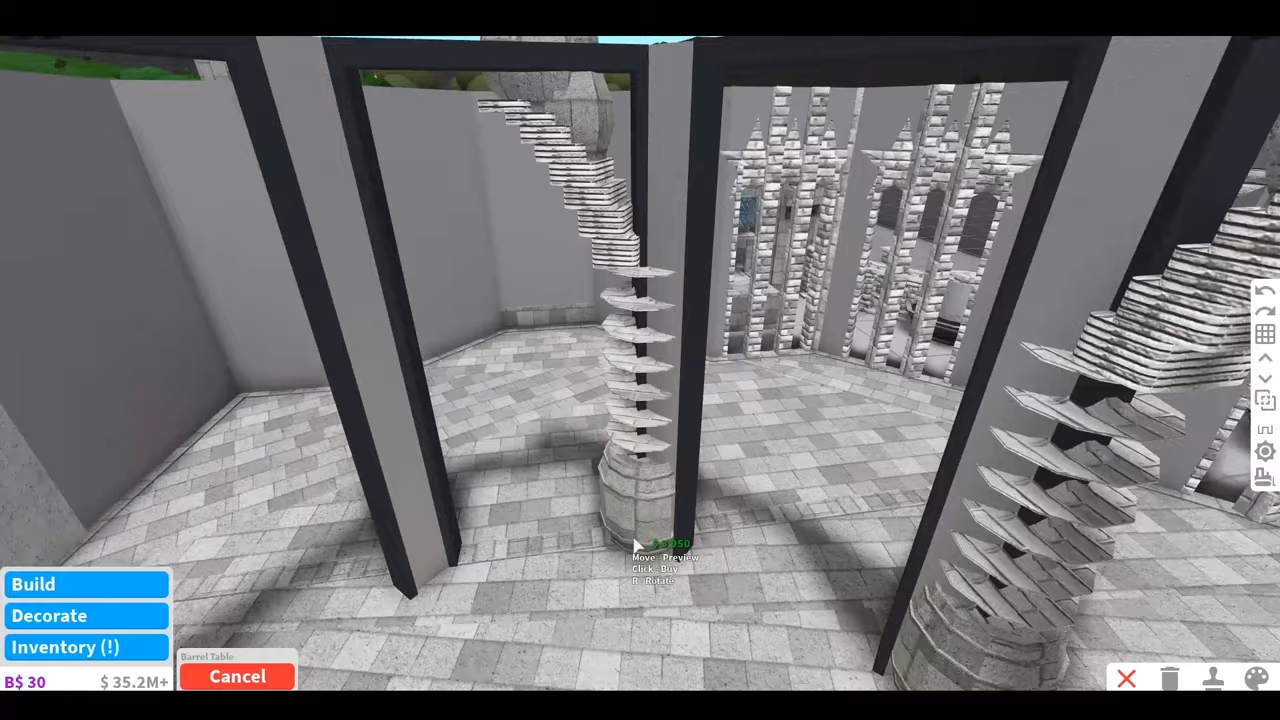 Move - Preview
Click - Buy
R - Rotate
Build
Decorate
Inventory (!)
B$ 30
$ 35.2M+
Barrel Table
Cancel